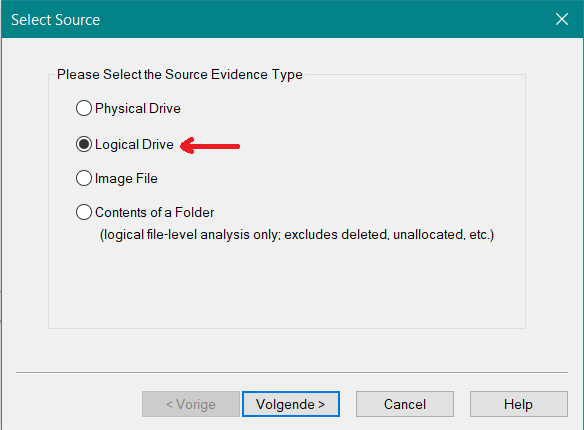 Select Source
Please Select the Source Evidence Type
Physical Drive
Logical Drive
Image File
Contents of a Folder
(logical file-level analysis only; excludes deleted, unallocated, etc.)
< Vorige
Volgende >
Cancel
Help